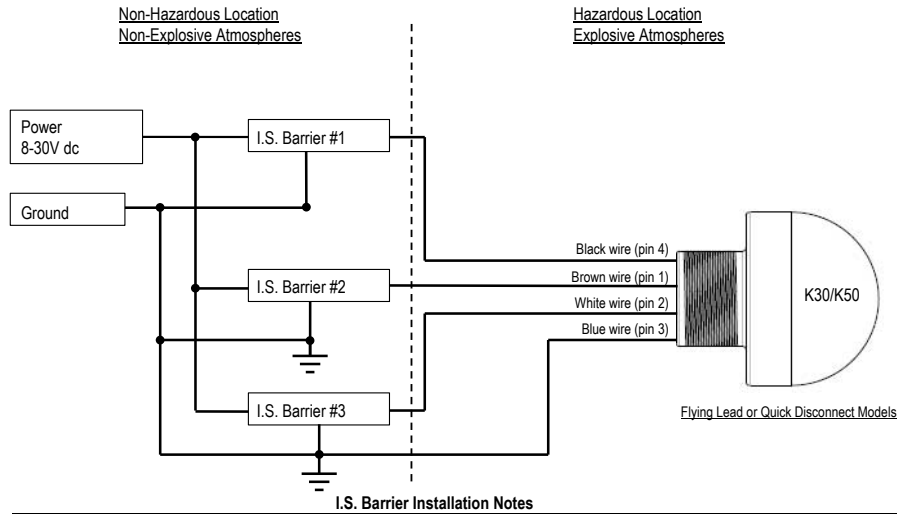 Non-Hazardous Location
Non-Explosive Atmospheres
Hazardous Location
Explosive Atmospheres
Power
8-30V dc
I.S. Barrier #1
Ground
Black wire (pin 4)
Brown wire (pin 1)
I.S. Barrier #2
White wire (pin 2)
K30/K50
Blue wire (pin 3)
I.S. Barrier #3
Flying Lead or Quick Disconnect Models
I.S. Barrier Installation Notes